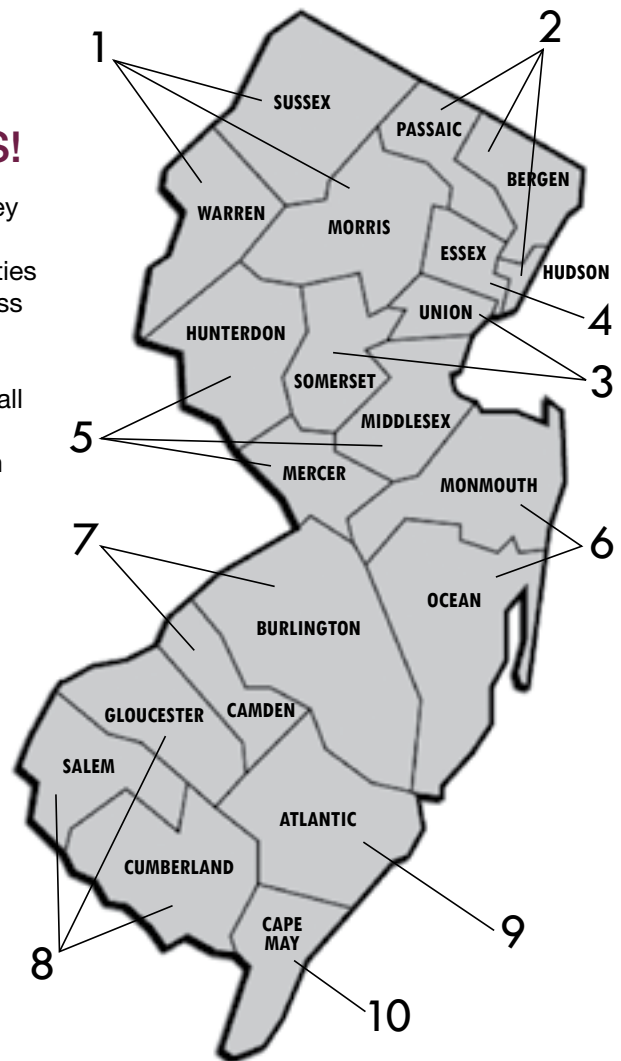 S!
ey
ties
ss
all
n
1
2
SUSSEX
PASSAIC
BERGEN
WARREN
MORRIS
ESSEX
HUDSON
UNION
4
HUNTERDON
SOMERSET
3
MIDDLESEX
5
MERCER
MONMOUTH
7
6
OCEAN
BURLINGTON
GLOUCESTER
CAMDEN
SALEM
ATLANTIC
CUMBERLAND
CAPE
MAY
9
8
10